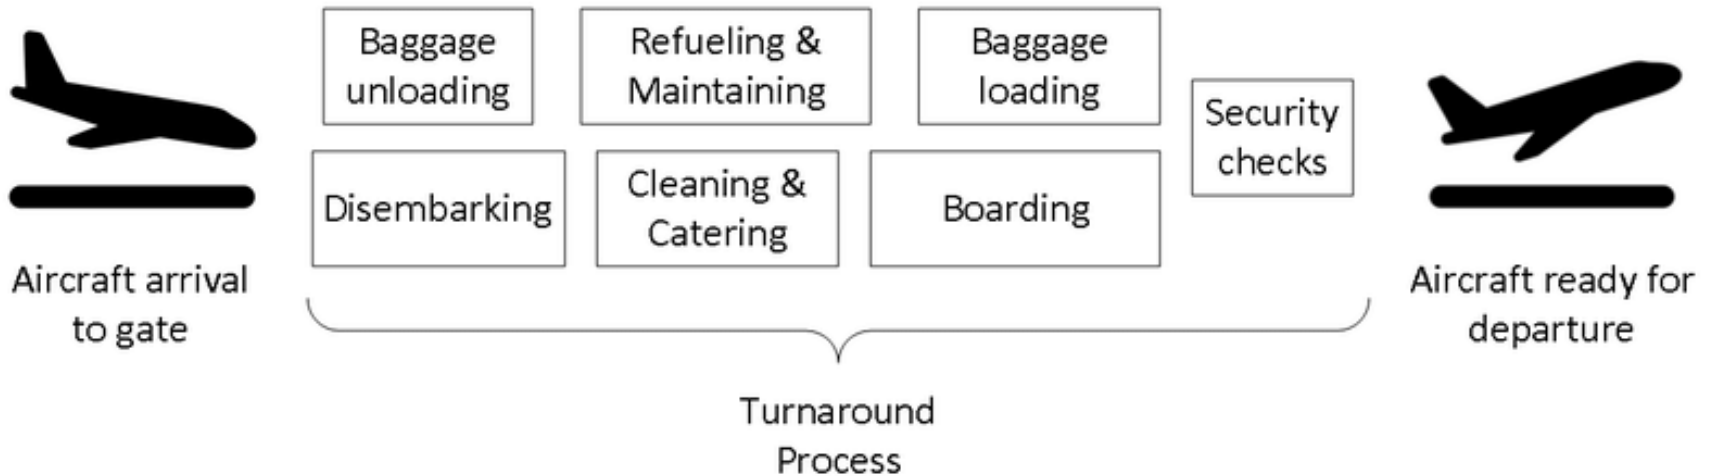 Baggage
unloading
Refueling &
Maintaining
Baggage
loading
Security
checks
Disembarking
Cleaning &
Catering
Boarding
Aircraft arrival
to gate
Aircraft ready for
departure
Turnaround
Process